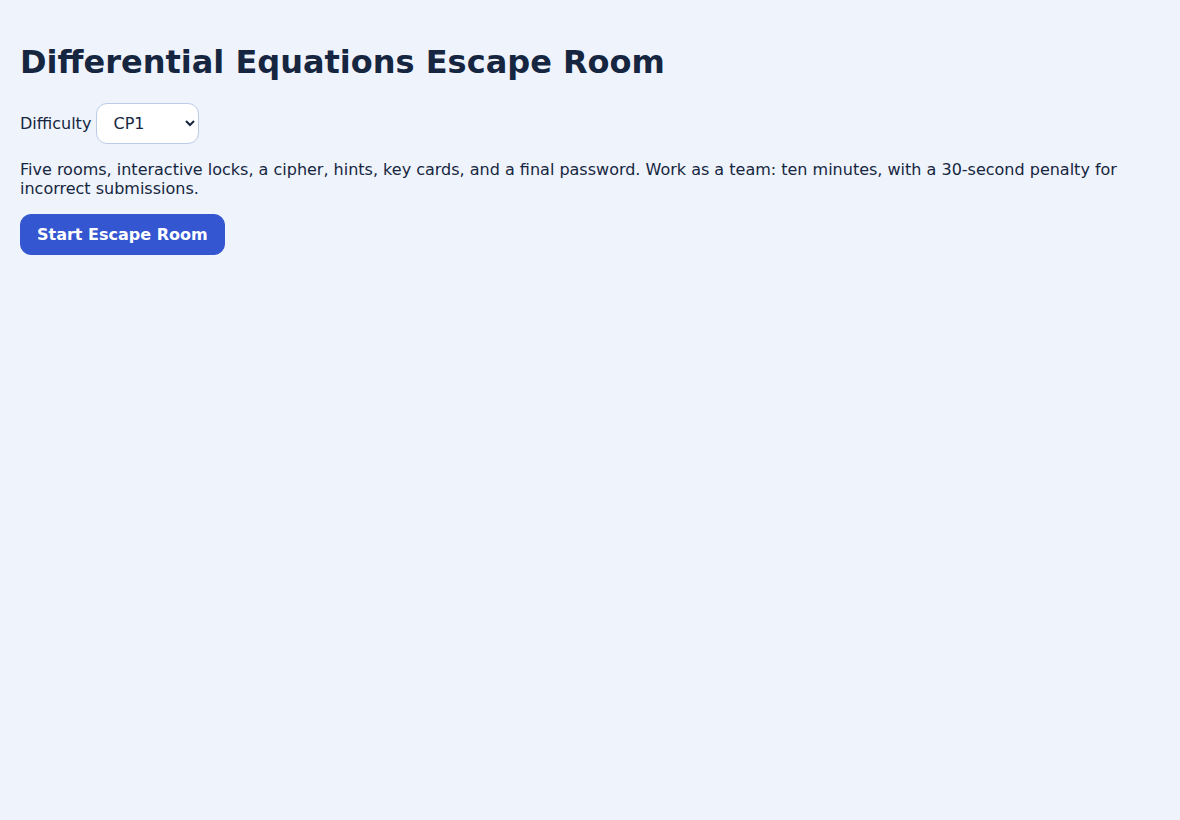 Differential Equations Escape Room
Difficulty CP1
Five rooms, interactive locks, a cipher, hints, key cards, and a final password. Work as a team: ten minutes, with a 30-second penalty for
incorrect submissions.
Start Escape Room